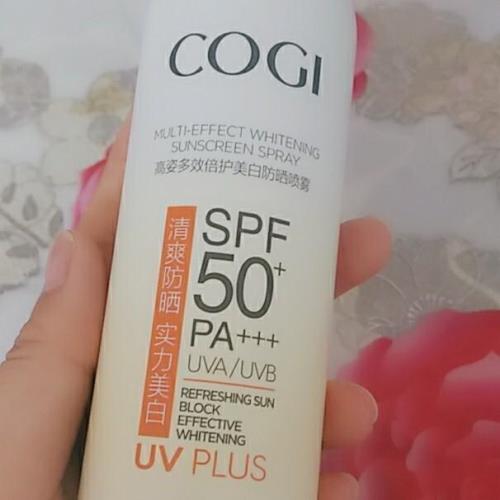 COGI
MULTI-EFFECT WHITENING
SUNSCREEN SPRAY
高姿多效倍护美白防晒喷雾
清爽防晒 实力美白
SPF
50+
PA+++
UVA/UVB
REFRESHING SUN
BLOCK
EFFECTIVE
WHITENING
UV PLUS